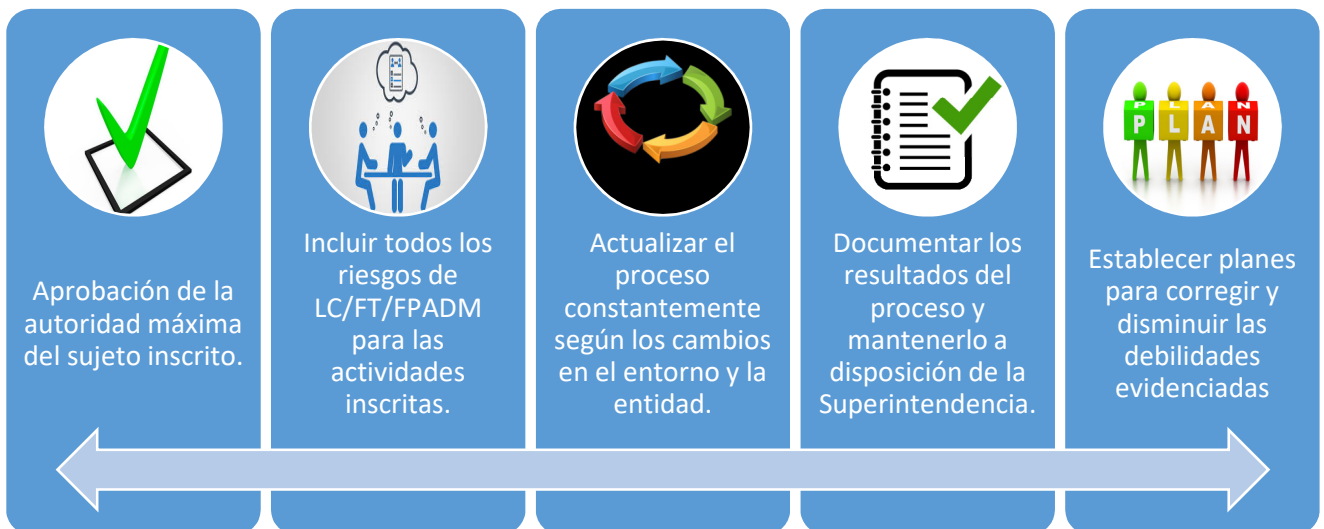 Aprobación de la
autoridad máxima
del sujeto inscrito.
Incluir todos los
riesgos de
LC/FT/FPADM
para las
actividades
inscritas.
Actualizar el
proceso
constantemente
según los cambios
en el entorno y la
entidad.
Documentar los
resultados del
proceso y
mantenerlo a
disposición de la
Superintendencia.
PLAN
Establecer planes
para corregir y
disminuir las
debilidades
evidenciadas